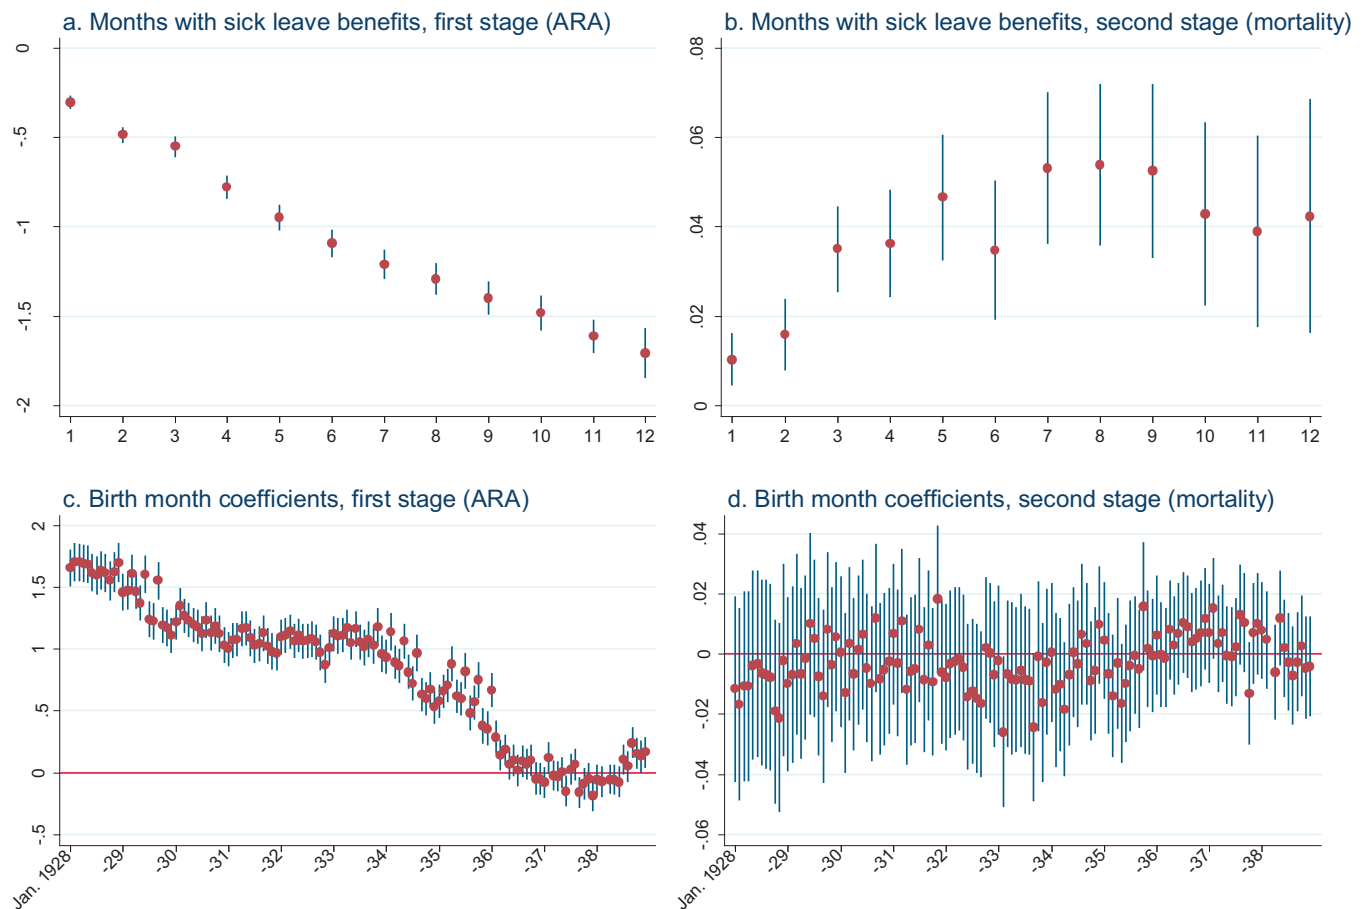 a. Months with sick leave benefits, first stage (ARA)
0
-.5
-1
-1.5
-2
1 2 3 4 5 6 7 8 9 10 11 12
b. Months with sick leave benefits, second stage (mortality)
.08
.06
.04
.02
0
1 2 3 4 5 6 7 8 9 10 11 12
c. Birth month coefficients, first stage (ARA)
2
1.5
1
.5
0
-.5
Jan. 1928 -29 -30 -31 -32 -33 -34 -35 -36 -37 -38
d. Birth month coefficients, second stage (mortality)
.04
.02
0
-.02
-.04
-.06
Jan. 1928 -29 -30 -31 -32 -33 -34 -35 -36 -37 -38